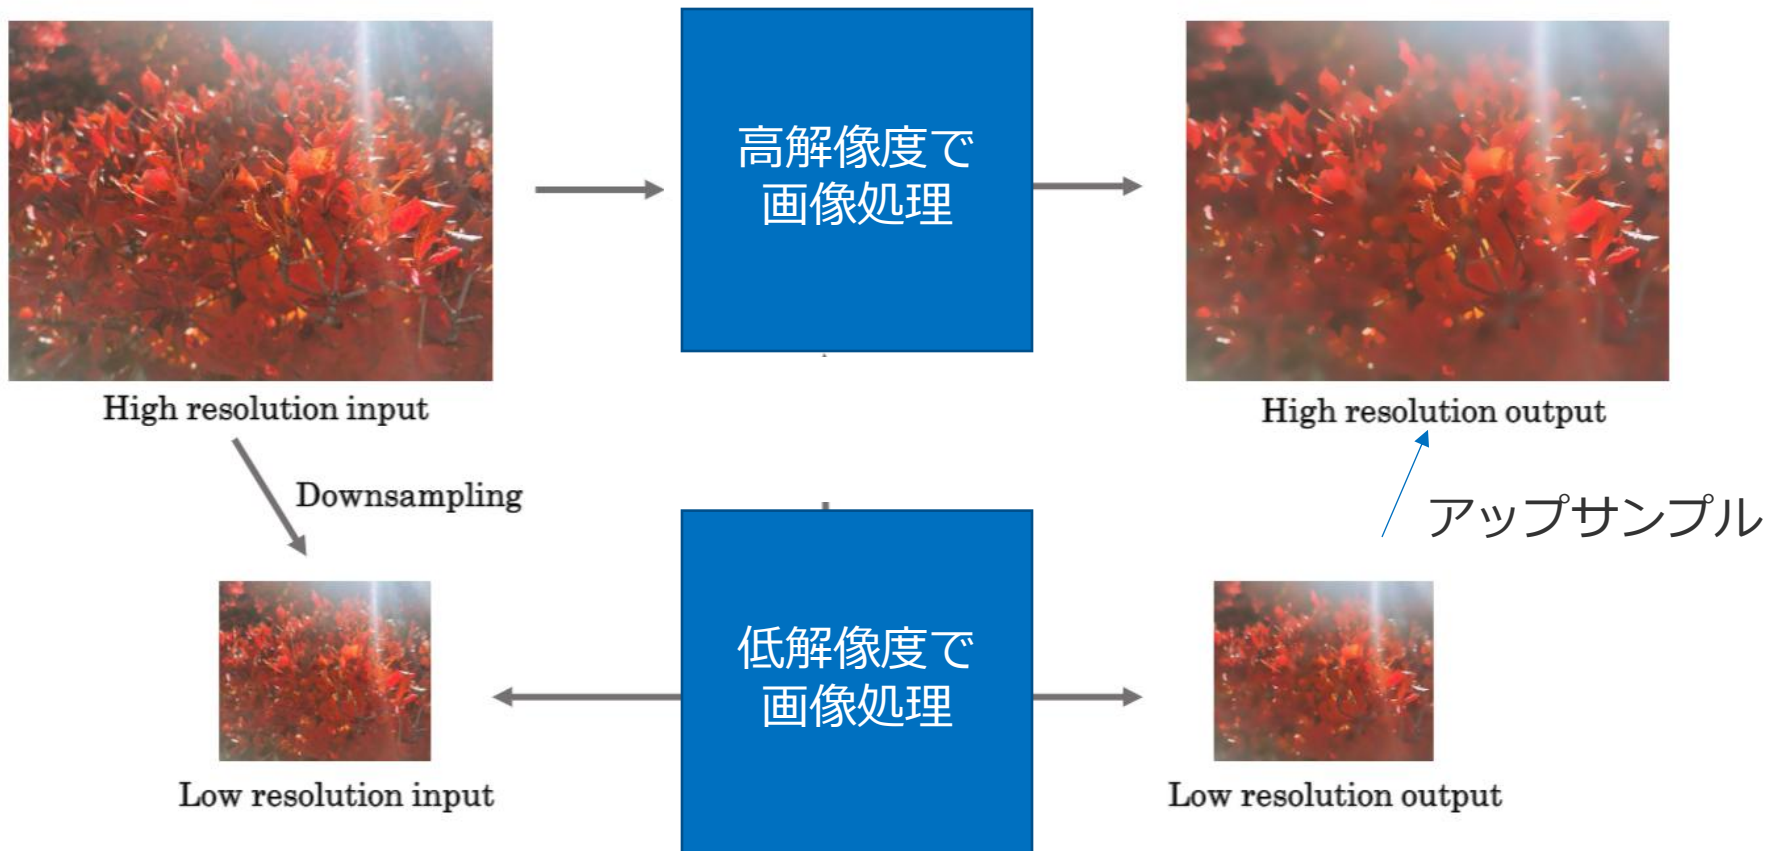 高解像度で
画像処理
High resolution input
High resolution output
Downsampling
アップサンプル
低解像度で
画像処理
Low resolution input
Low resolution output